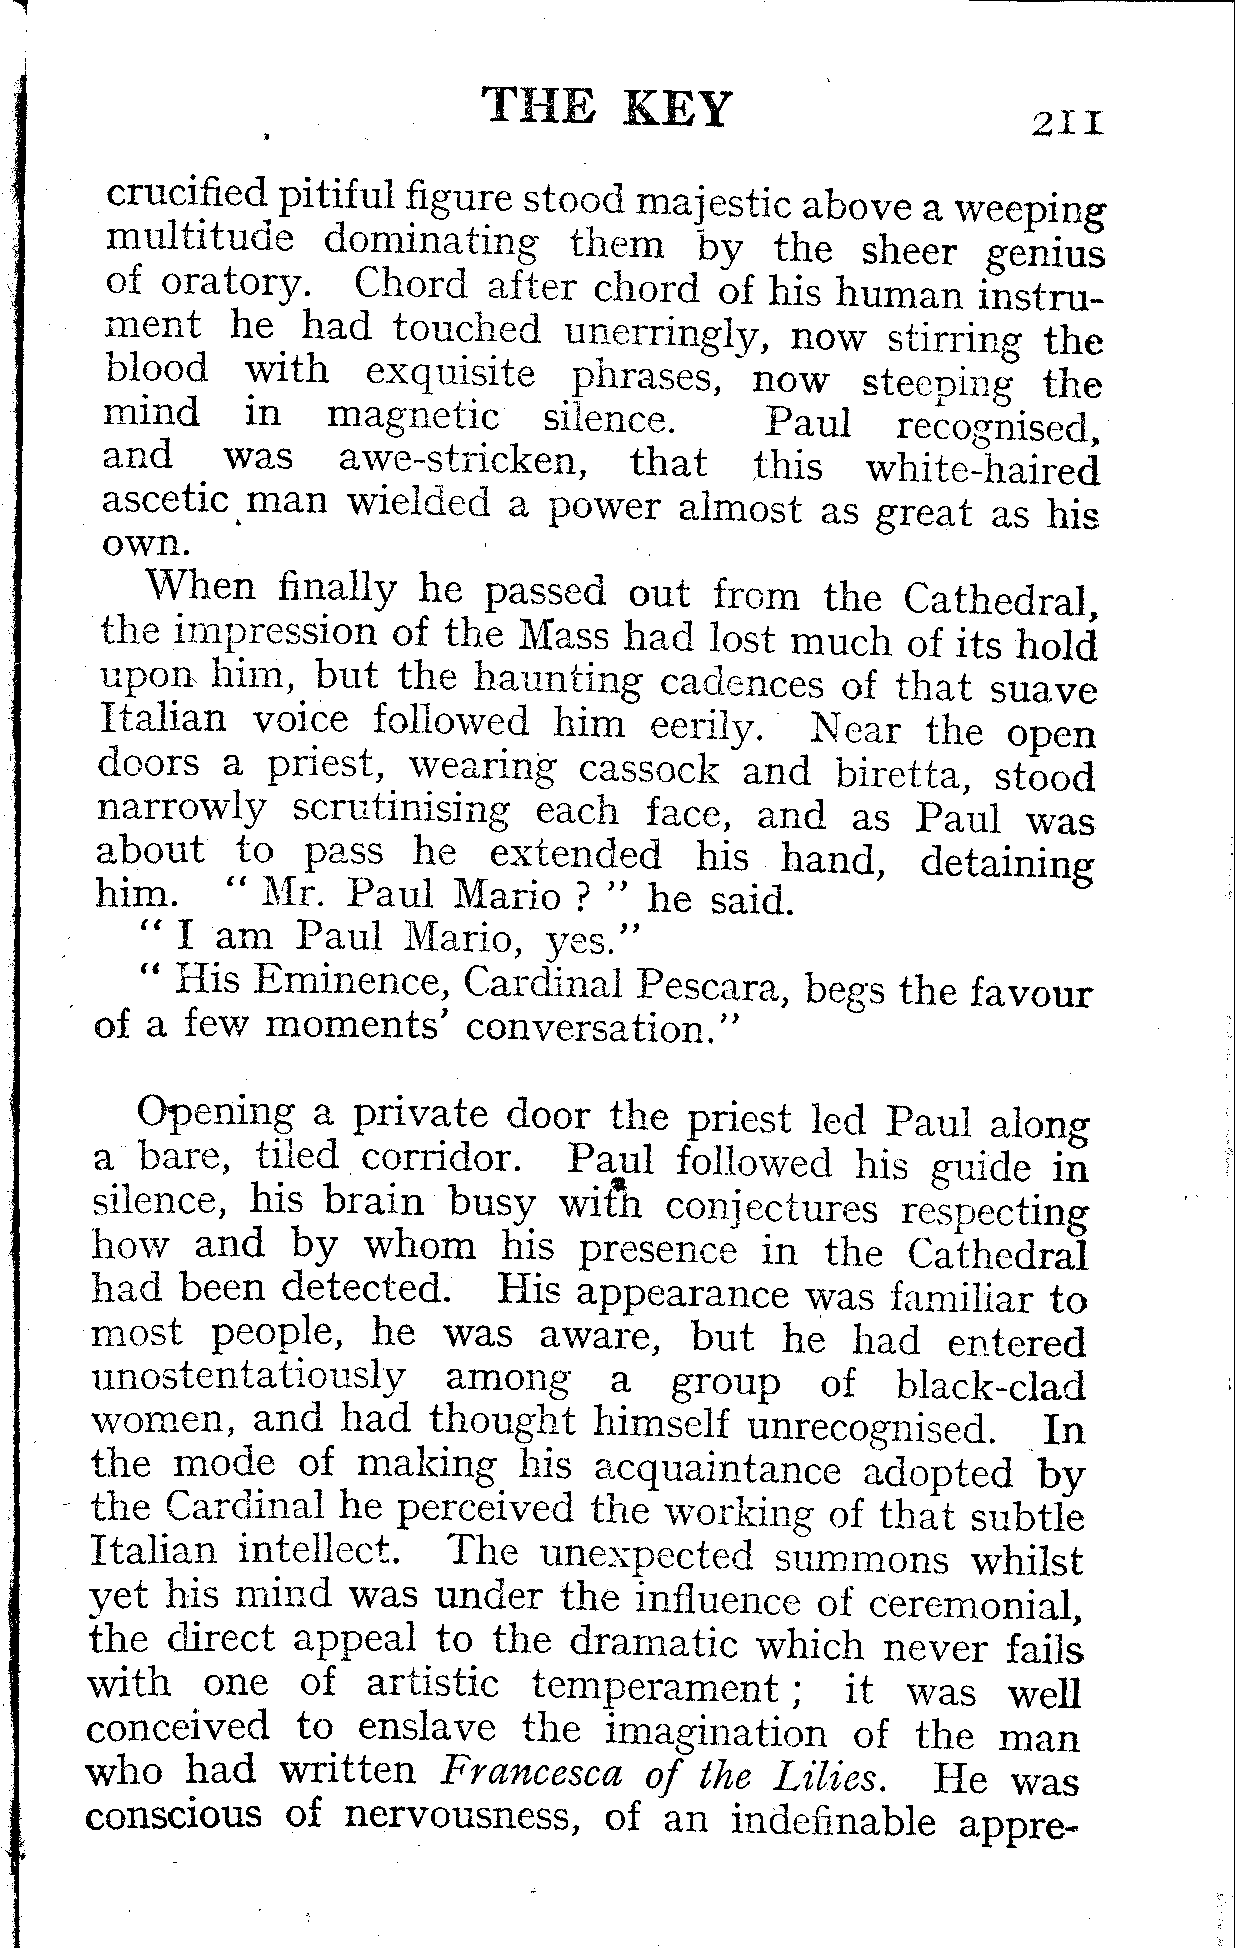 THE KEY 211
crucified pitiful figure stood majestic above a weeping
multitude dominating them by the sheer genius
of oratory. Chord after chord of his human instru-
ment he had touched unerringly, now stirring the
blood with exquisite phrases, now steeping the
mind in magnetic silence. Paul recognised,
and was awe-stricken, that this white-haired
ascetic man wielded a power almost as great as his
own.
When finally he passed out from the Cathedral,
the impression of the Mass had lost much of its hold
upon him, but the haunting cadences of that suave
Italian voice followed him eerily. Near the open
doors a priest, wearing cassock and biretta, stood
narrowly scrutinising each face, and as Paul was
about to pass he extended his hand, detaining
him. “ Mr. Paul Mario ? ” he said.
“ I am Paul Mario, yes.”
“ His Eminence, Cardinal Pescara, begs the favour
of a few moments’ conversation.”
Opening a private door the priest led Paul along
a bare, tiled corridor. Paul followed his guide in
silence, his brain busy with conjectures respecting
how and by whom his presence in the Cathedral
had been detected. His appearance was familiar to
most people, he was aware, but he had entered
unostentatiously among a group of black-clad
women, and had thought himself unrecognised. In
the mode of making his acquaintance adopted by
the Cardinal he perceived the working of that subtle
Italian intellect. The unexpected summons whilst
yet his mind was under the influence of ceremonial,
the direct appeal to the dramatic which never fails
with one of artistic temperament ; it was well
conceived to enslave the imagination of the man
who had written Francesca of the Lilies. He was
conscious of nervousness, of an indefinable appre-